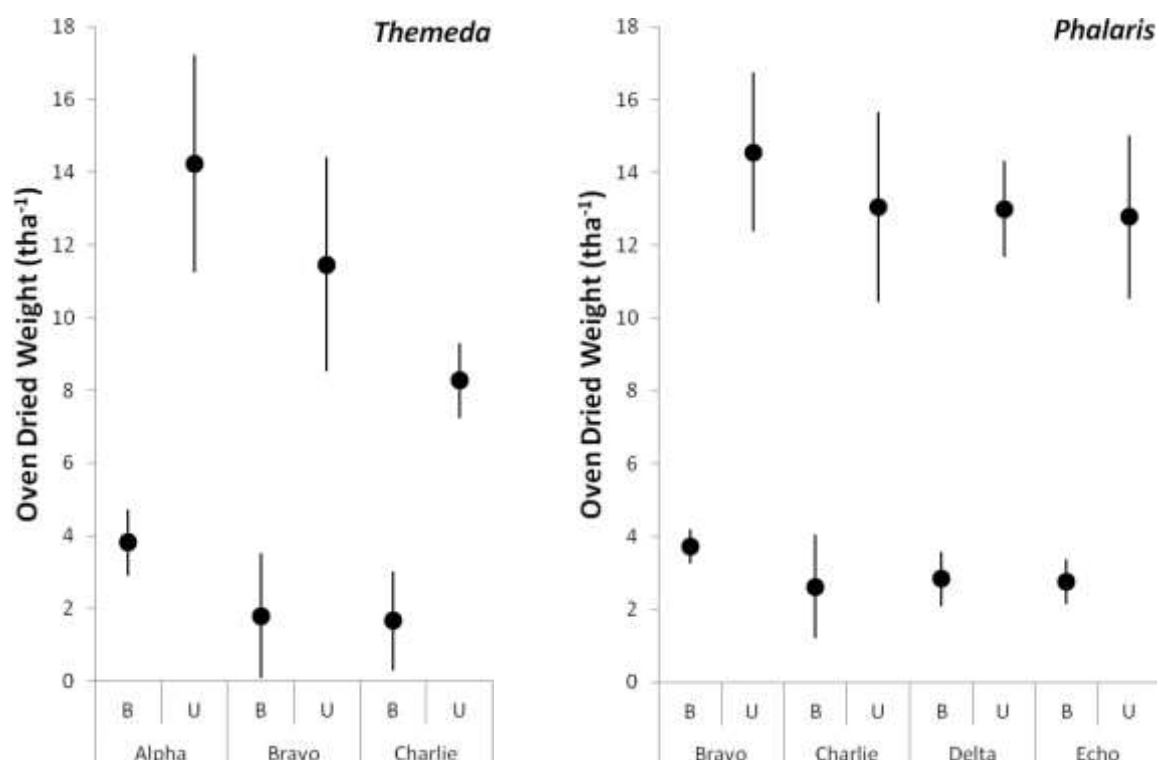 Themeda
Oven Dried Weight (tha⁻¹)
18
16
14
12
10
8
6
4
2
0
B U B U B U
Alpha Bravo Charlie
Phalaris
Oven Dried Weight (tha⁻¹)
18
16
14
12
10
8
6
4
2
0
B U B U B U B U
Bravo Charlie Delta Echo